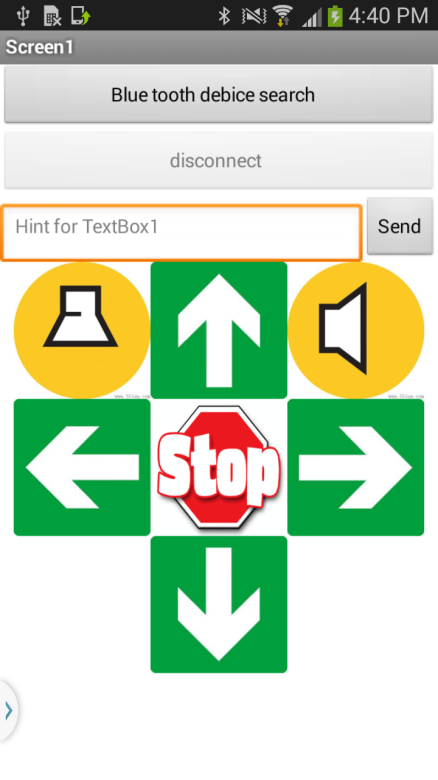 4:40 PM
Screen1
Blue tooth debice search
disconnect
Hint for TextBox1
Send
Stop